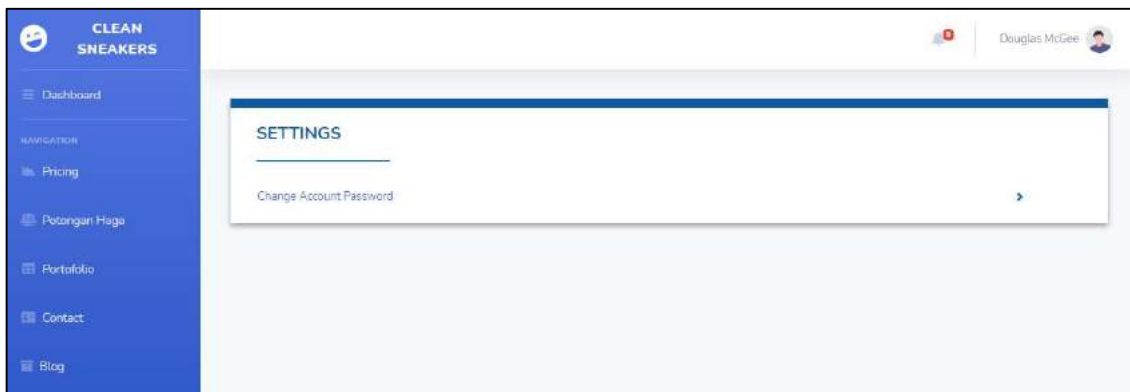 CLEAN
SNEAKERS
Douglas McGee
Dashboard
NAVIGATION
SETTINGS
Pricing
Change Account Password
Potongan Haga
Portofolio
Contact
Blog